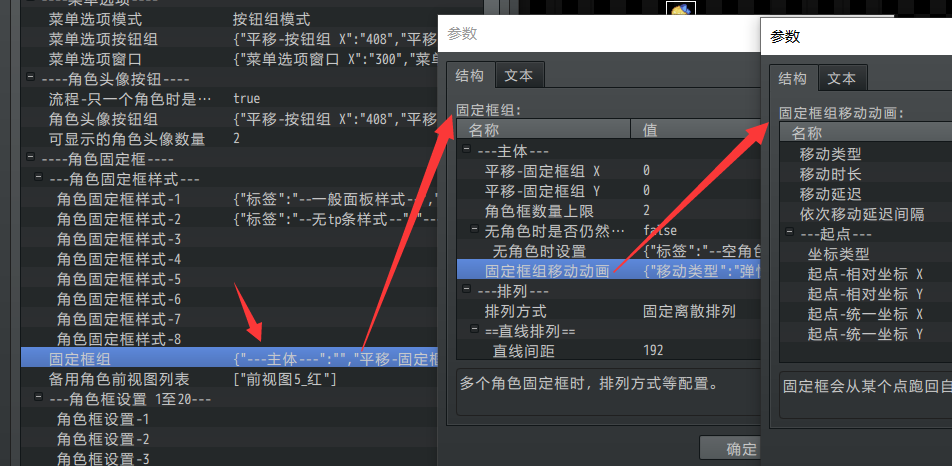 ----菜单选项----
菜单选项模式 按钮组模式
菜单选项按钮组 {"平移-按钮组 X":"408","平移
菜单选项窗口 {"菜单选项窗口 X":"300","菜单
----角色头像按钮----
流程-只一个角色时是… true
角色头像按钮组 {"平移-按钮组 X":"408","平移
可显示的角色头像数量 2
----角色固定框----
---角色固定框样式---
角色固定框样式-1 {"标签":"--一般面板样式--","
角色固定框样式-2 {"标签":"--无tp条样式--","--
角色固定框样式-3
角色固定框样式-4
角色固定框样式-5
角色固定框样式-6
角色固定框样式-7
角色固定框样式-8
固定框组 {"---主体---":"","平移-固定框
备用角色前视图列表 ["前视图5_红"]
---角色框设置 1至20---
角色框设置-1
角色框设置-2
角色框设置-3
参数
结构 文本
固定框组:
名称 值
---主体---
平移-固定框组 X 0
平移-固定框组 Y 0
角色框数量上限 2
无角色时是否仍然… false
无角色时设置 {"标签":"--空角色
固定框组移动动画 {"移动类型":"弹性
---排列---
排列方式 固定离散排列
==直线排列==
直线间距 192
多个角色固定框时，排列方式等配置。
确定
参数
结构 文本
固定框组移动动画:
名称
移动类型
移动时长
移动延迟
依次移动延迟间隔
---起点---
坐标类型
起点-相对坐标 X
起点-相对坐标 Y
起点-统一坐标 X
起点-统一坐标 Y
固定框会从某个点跑回自